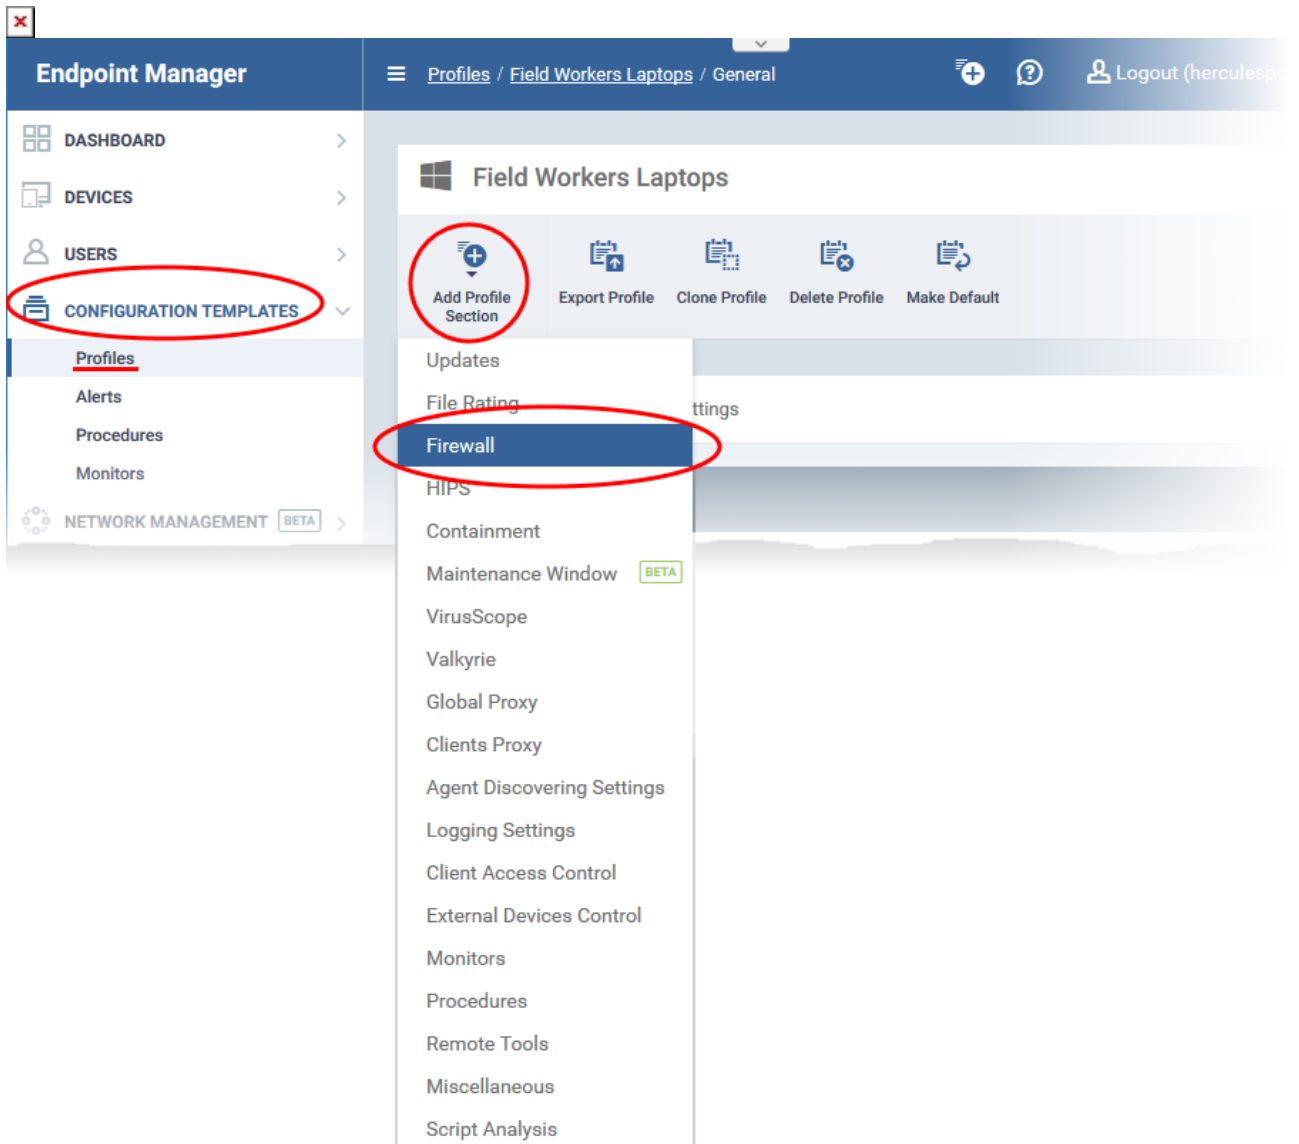 Endpoint Manager
Profiles / Field Workers Laptops / General
Logout (herculespo
DASHBOARD
DEVICES
USERS
CONFIGURATION TEMPLATES
Profiles
Alerts
Procedures
Monitors
NETWORK MANAGEMENT BETA
Field Workers Laptops
Add Profile
Section
Export Profile
Clone Profile
Delete Profile
Make Default
ttings
Updates
File Rating
Firewall
HIPS
Containment
Maintenance Window BETA
VirusScope
Valkyrie
Global Proxy
Clients Proxy
Agent Discovering Settings
Logging Settings
Client Access Control
External Devices Control
Monitors
Procedures
Remote Tools
Miscellaneous
Script Analysis